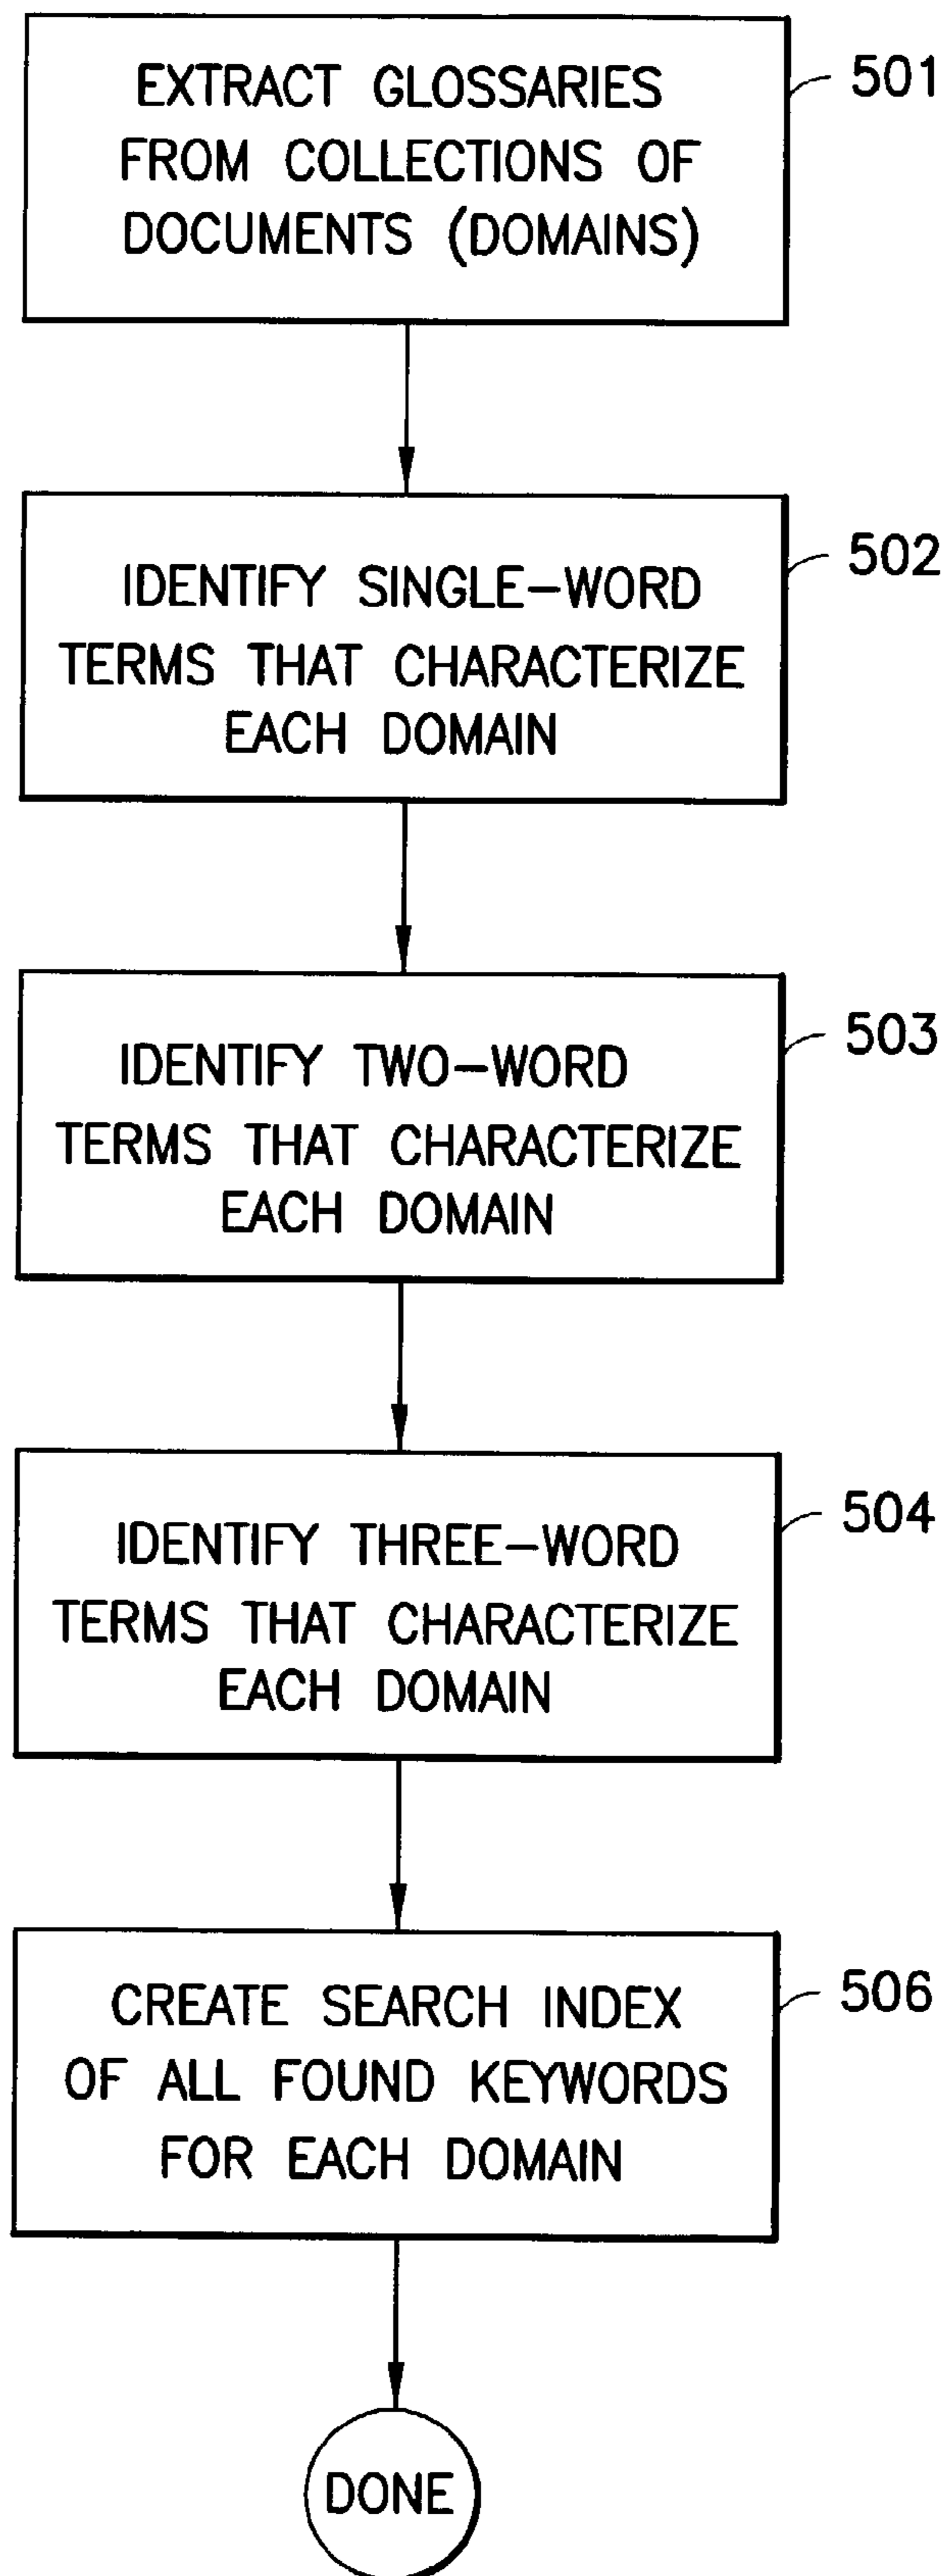 EXTRACT GLOSSARIES
FROM COLLECTIONS OF
DOCUMENTS (DOMAINS)
501
IDENTIFY SINGLE-WORD
TERMS THAT CHARACTERIZE
EACH DOMAIN
502
IDENTIFY TWO-WORD
TERMS THAT CHARACTERIZE
EACH DOMAIN
503
IDENTIFY THREE-WORD
TERMS THAT CHARACTERIZE
EACH DOMAIN
504
CREATE SEARCH INDEX
OF ALL FOUND KEYWORDS
FOR EACH DOMAIN
506
DONE